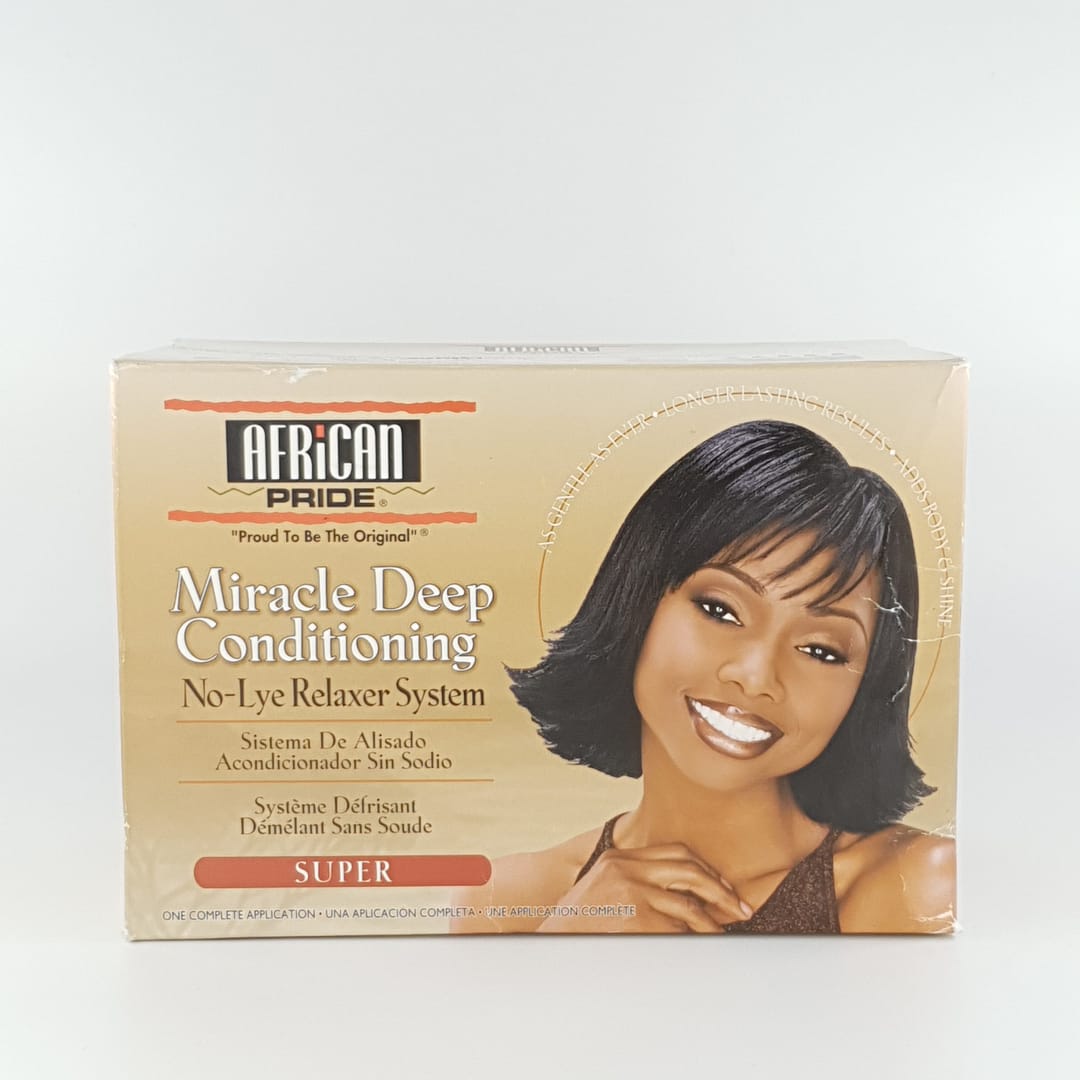 AFRiCAN
PRIDE®
"Proud To Be The Original"®
Miracle Deep
Conditioning
No-Lye Relaxer System
Sistema De Alisado
Acondicionador Sin Sodio
Système Défrisant
Démêlant Sans Soude
SUPER
ONE COMPLETE APPLICATION • UNA APLICACIÓN COMPLETA • UNE APPLICATION COMPLÈTE
AS GENTLE AS EVER • LONGER LASTING RESULTS • ADDS BODY & SHINE